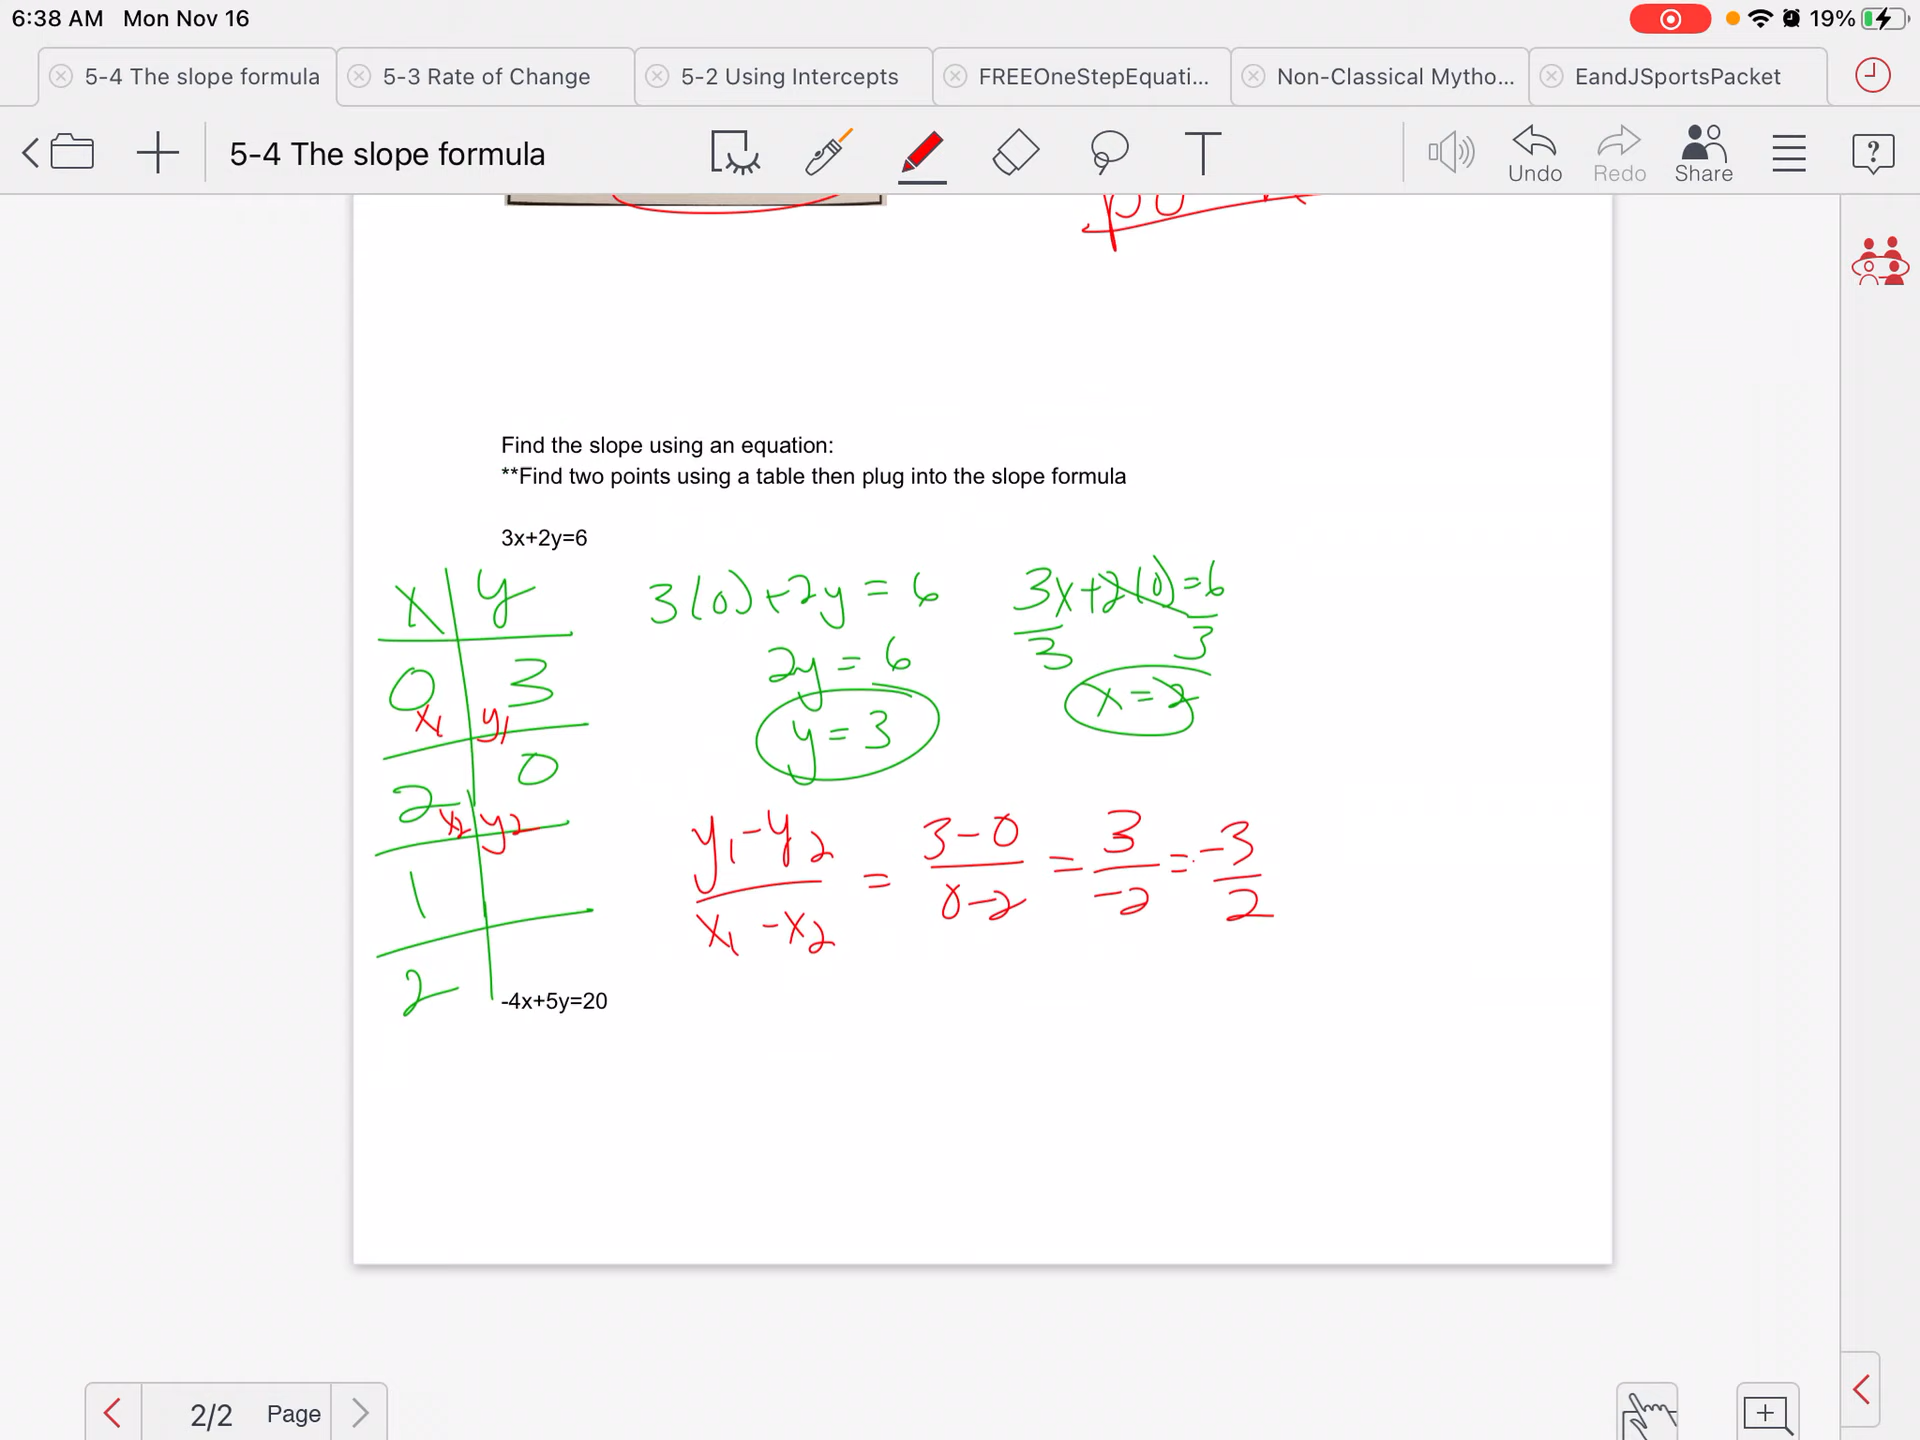 6:38 AM Mon Nov 16
19%
5-4 The slope formula
5-3 Rate of Change
5-2 Using Intercepts
FREEOneStepEquati...
Non-Classical Mytho...
EandJSportsPacket
5-4 The slope formula
T
Undo
Redo
Share
?
Find the slope using an equation:
**Find two points using a table then plug into the slope formula
3x+2y=6
x y
0 3
x₁ y₁
2 0
x₂ y₂
1
2
3(0)+2y = 6
2y = 6
y = 3
3x+2(0)=6
3 3
x = 2
y₁-y₂ / x₁-x₂ = 3-0 / 0-2 = 3 / -2 = -3 / 2
-4x+5y=20
2/2 Page